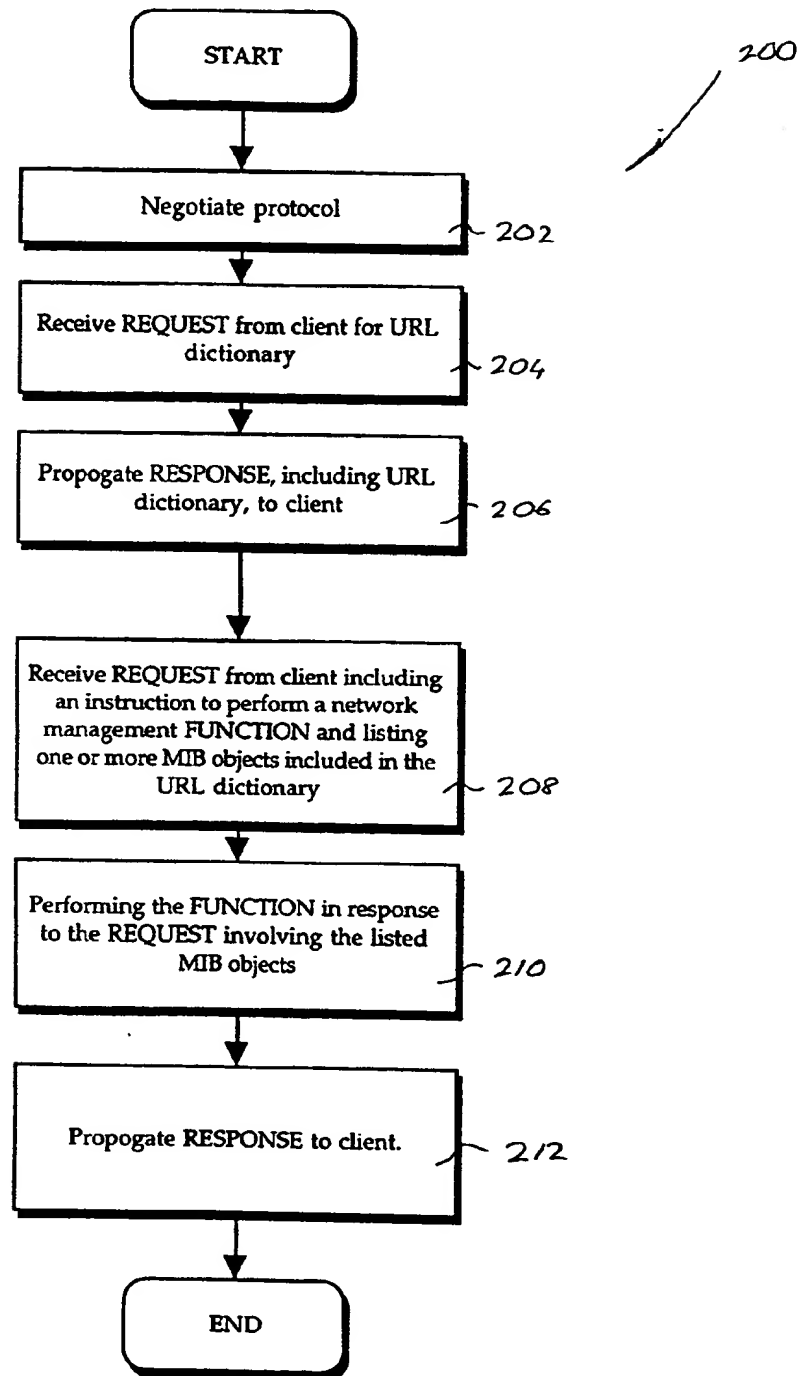 START
200
Negotiate protocol
202
Receive REQUEST from client for URL
dictionary
204
Propogate RESPONSE, including URL
dictionary, to client
206
Receive REQUEST from client including
an instruction to perform a network
management FUNCTION and listing
one or more MIB objects included in the
URL dictionary
208
Performing the FUNCTION in response
to the REQUEST involving the listed
MIB objects
210
Propogate RESPONSE to client.
212
END